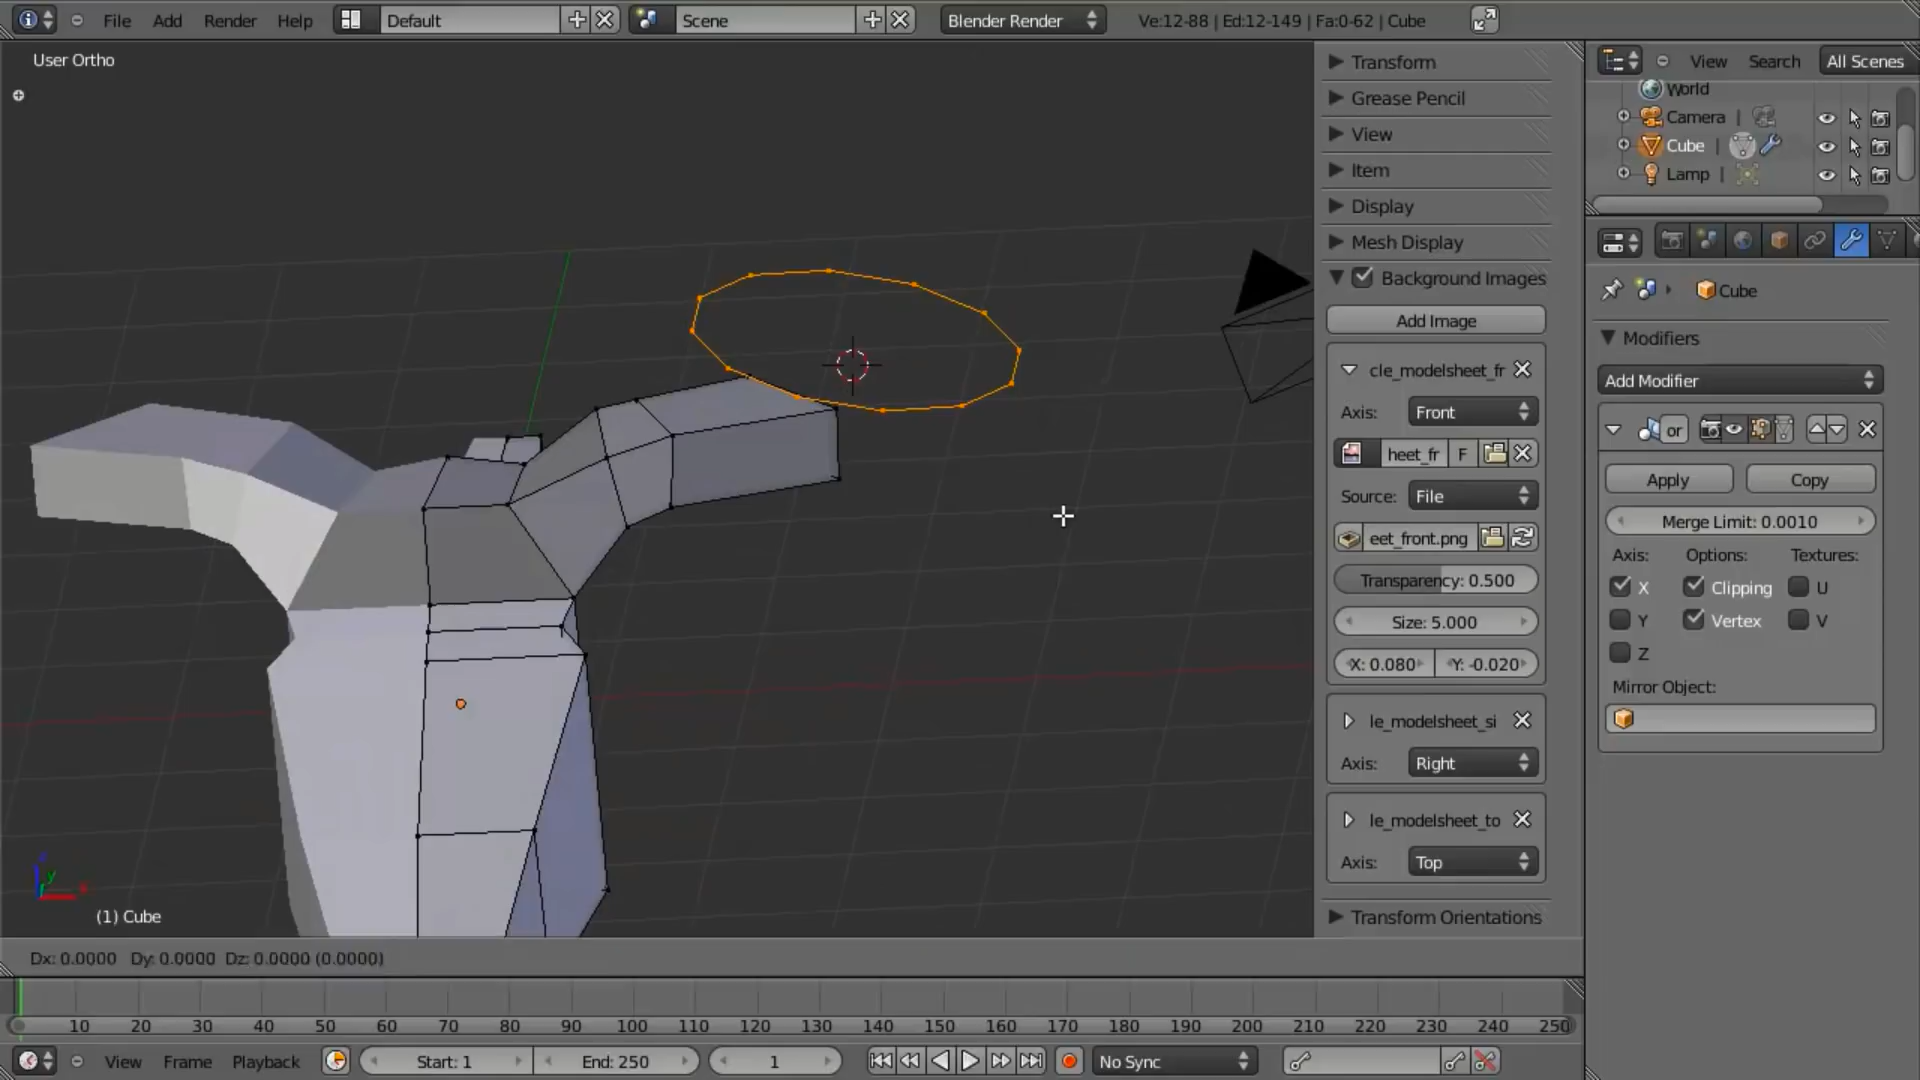 File Add Render Help Default Scene Blender Render Ve:12-88 | Ed:12-149 | Fa:0-62 | Cube
User Ortho
Transform
Grease Pencil
View
Item
Display
Mesh Display
Background Images
Add Image
cle_modelsheet_fr
Axis: Front
heet_fr F
Source: File
eet_front.png
Transparency: 0.500
Size: 5.000
X: 0.080 Y: -0.020
le_modelsheet_si
Axis: Right
le_modelsheet_to
Axis: Top
Transform Orientations
View Search All Scenes
World
Camera |
Cube |
Lamp |
Cube
Modifiers
Add Modifier
or
Apply Copy
Merge Limit: 0.0010
Axis: Options: Textures:
X Clipping U
Y Vertex V
Z
Mirror Object:
z
y
(1) Cube
Dx: 0.0000 Dy: 0.0000 Dz: 0.0000 (0.0000)
10 20 30 40 50 60 70 80 90 100 110 120 130 140 150 160 170 180 190 200 210 220 230 240 250
View Frame Playback Start: 1 End: 250 1 No Sync